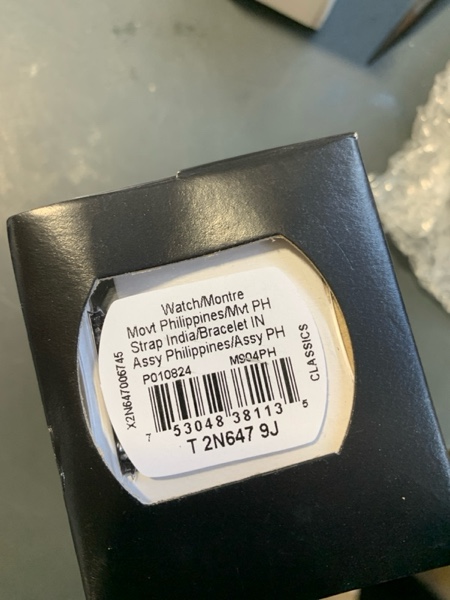 Watch/Montre
Movt Philippines/Mvt PH
Strap India/Bracelet IN
Assy Philippines/Assy PH
P010824 M904PH
7 53048 38113 5
T 2N647 9J
X2N647006745
CLASSICS